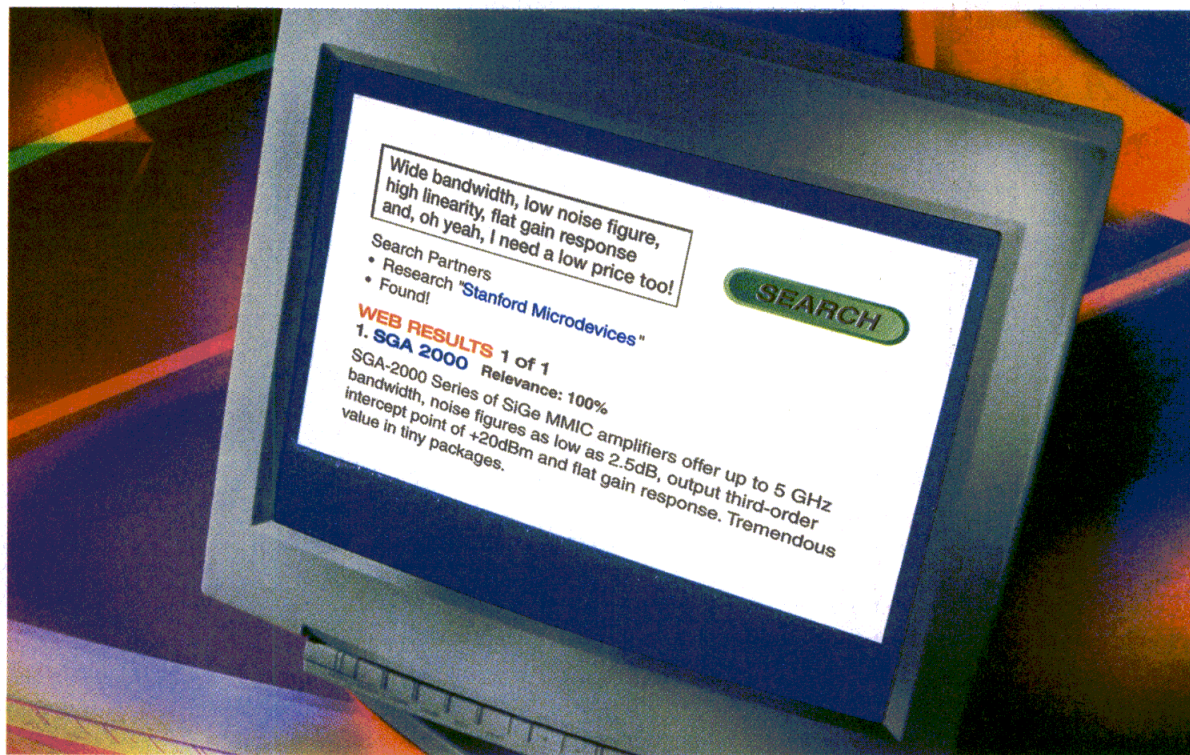 Wide bandwidth, low noise figure,
high linearity, flat gain response
and, oh yeah, I need a low price too!
SEARCH
Search Partners
• Research "Stanford Microdevices"
• Found!
WEB RESULTS 1 of 1
1. SGA 2000 Relevance: 100%
SGA-2000 Series of SiGe MMIC amplifiers offer up to 5 GHz
bandwidth, noise figures as low as 2.5dB, output third-order
intercept point of +20dBm and flat gain response. Tremendous
value in tiny packages.